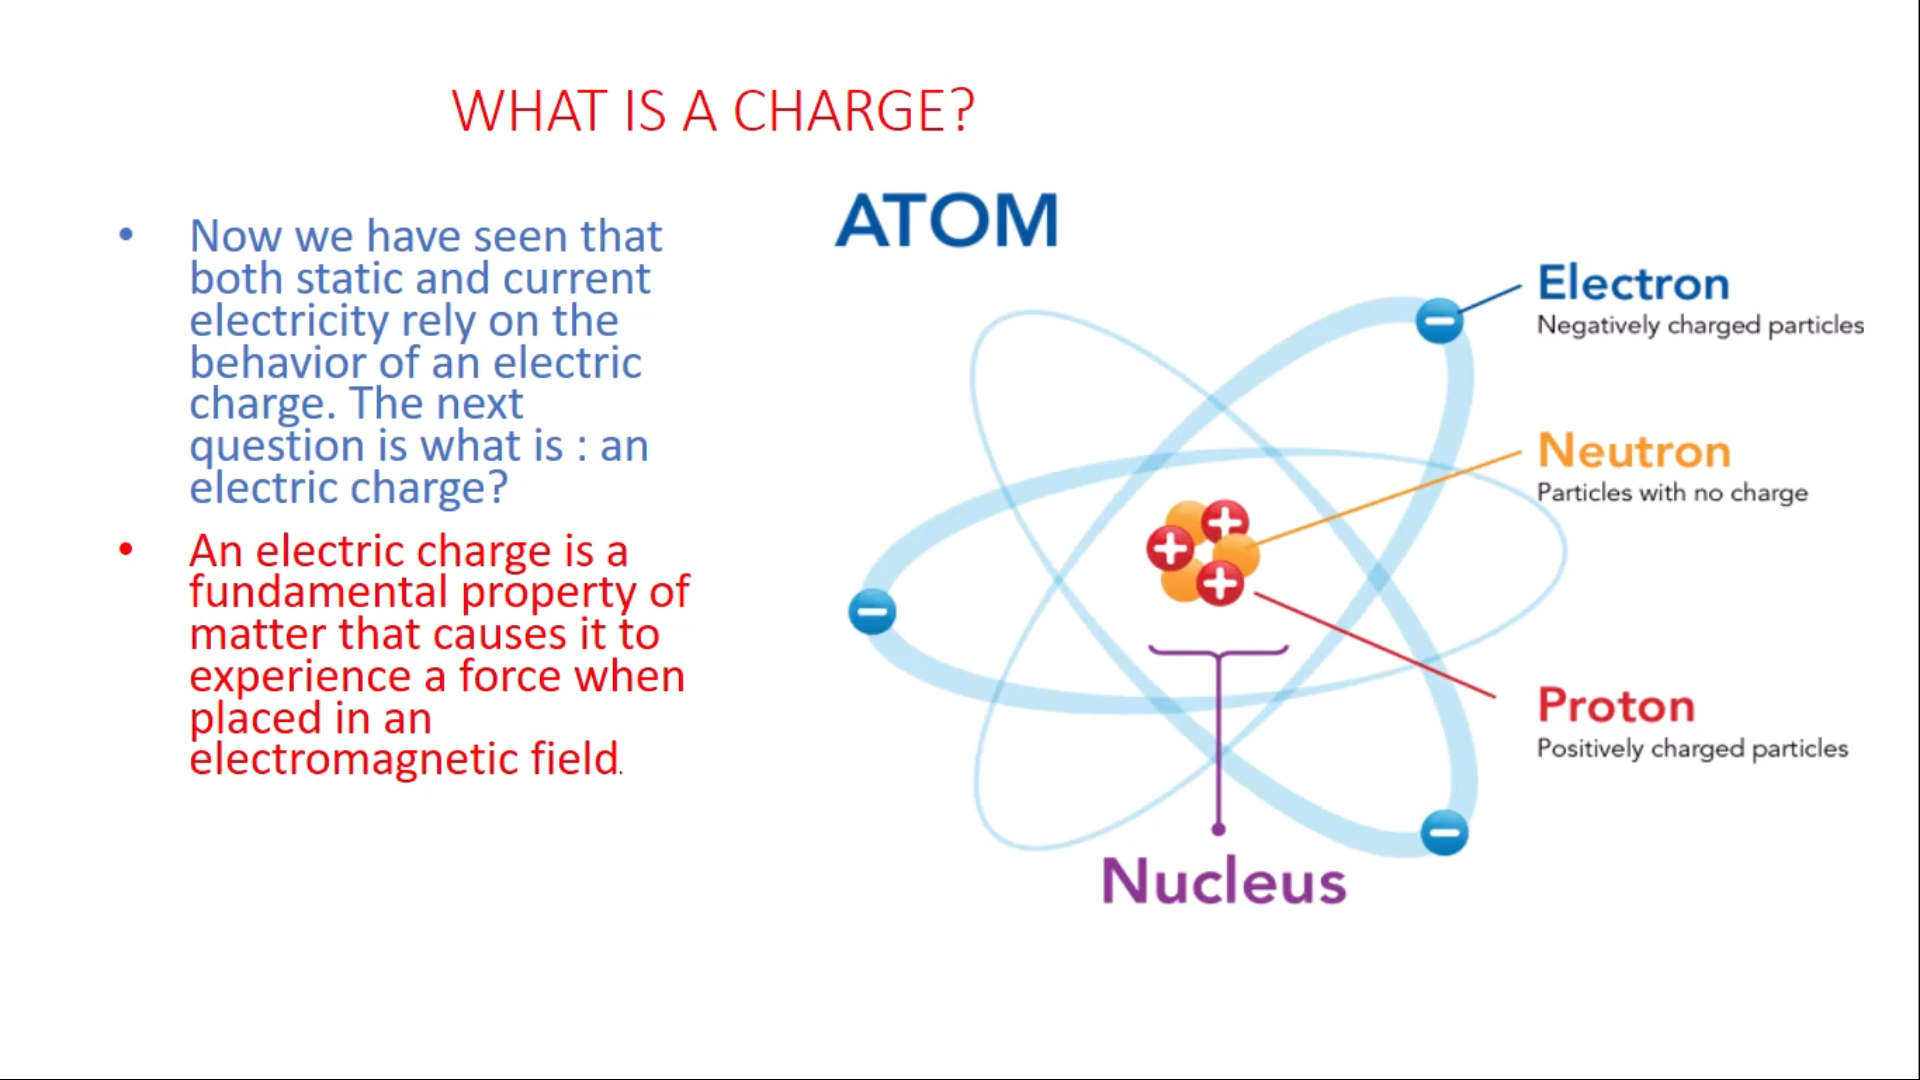 WHAT IS A CHARGE?
• Now we have seen that
both static and current
electricity rely on the
behavior of an electric
charge. The next
question is what is : an
electric charge?
• An electric charge is a
fundamental property of
matter that causes it to
experience a force when
placed in an
electromagnetic field.
ATOM
Electron
Negatively charged particles
Neutron
Particles with no charge
Proton
Positively charged particles
Nucleus